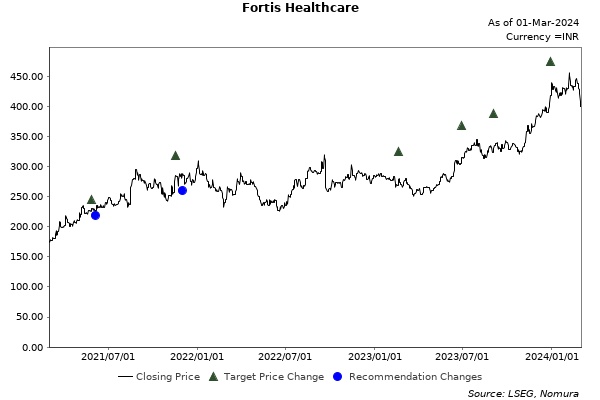 Fortis Healthcare
As of 01-Mar-2024
Currency =INR
450.00
400.00
350.00
300.00
250.00
200.00
150.00
100.00
50.00
0.00
2021/07/01 2022/01/01 2022/07/01 2023/01/01 2023/07/01 2024/01/01
Closing Price Target Price Change Recommendation Changes
Source: LSEG, Nomura